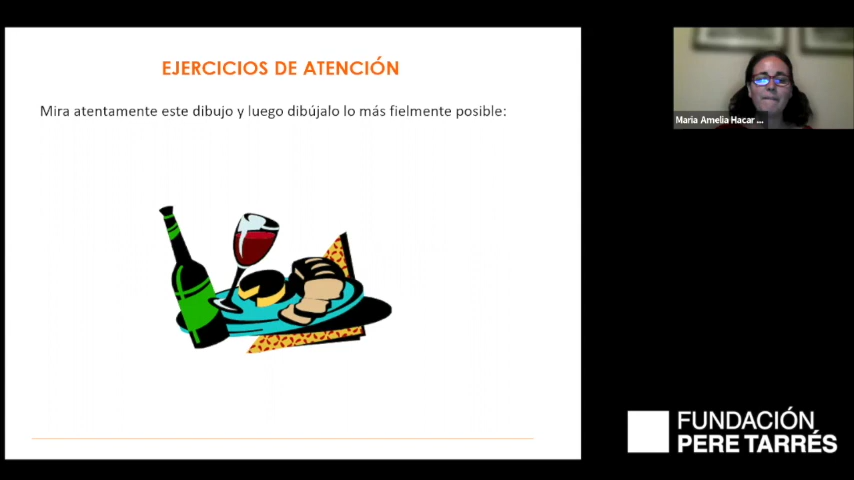 EJERCICIOS DE ATENCIÓN
Mira atentamente este dibujo y luego dibújalo lo más fielmente posible:
Maria Amelia Hacar ...
FUNDACIÓN
PERE TARRÉS